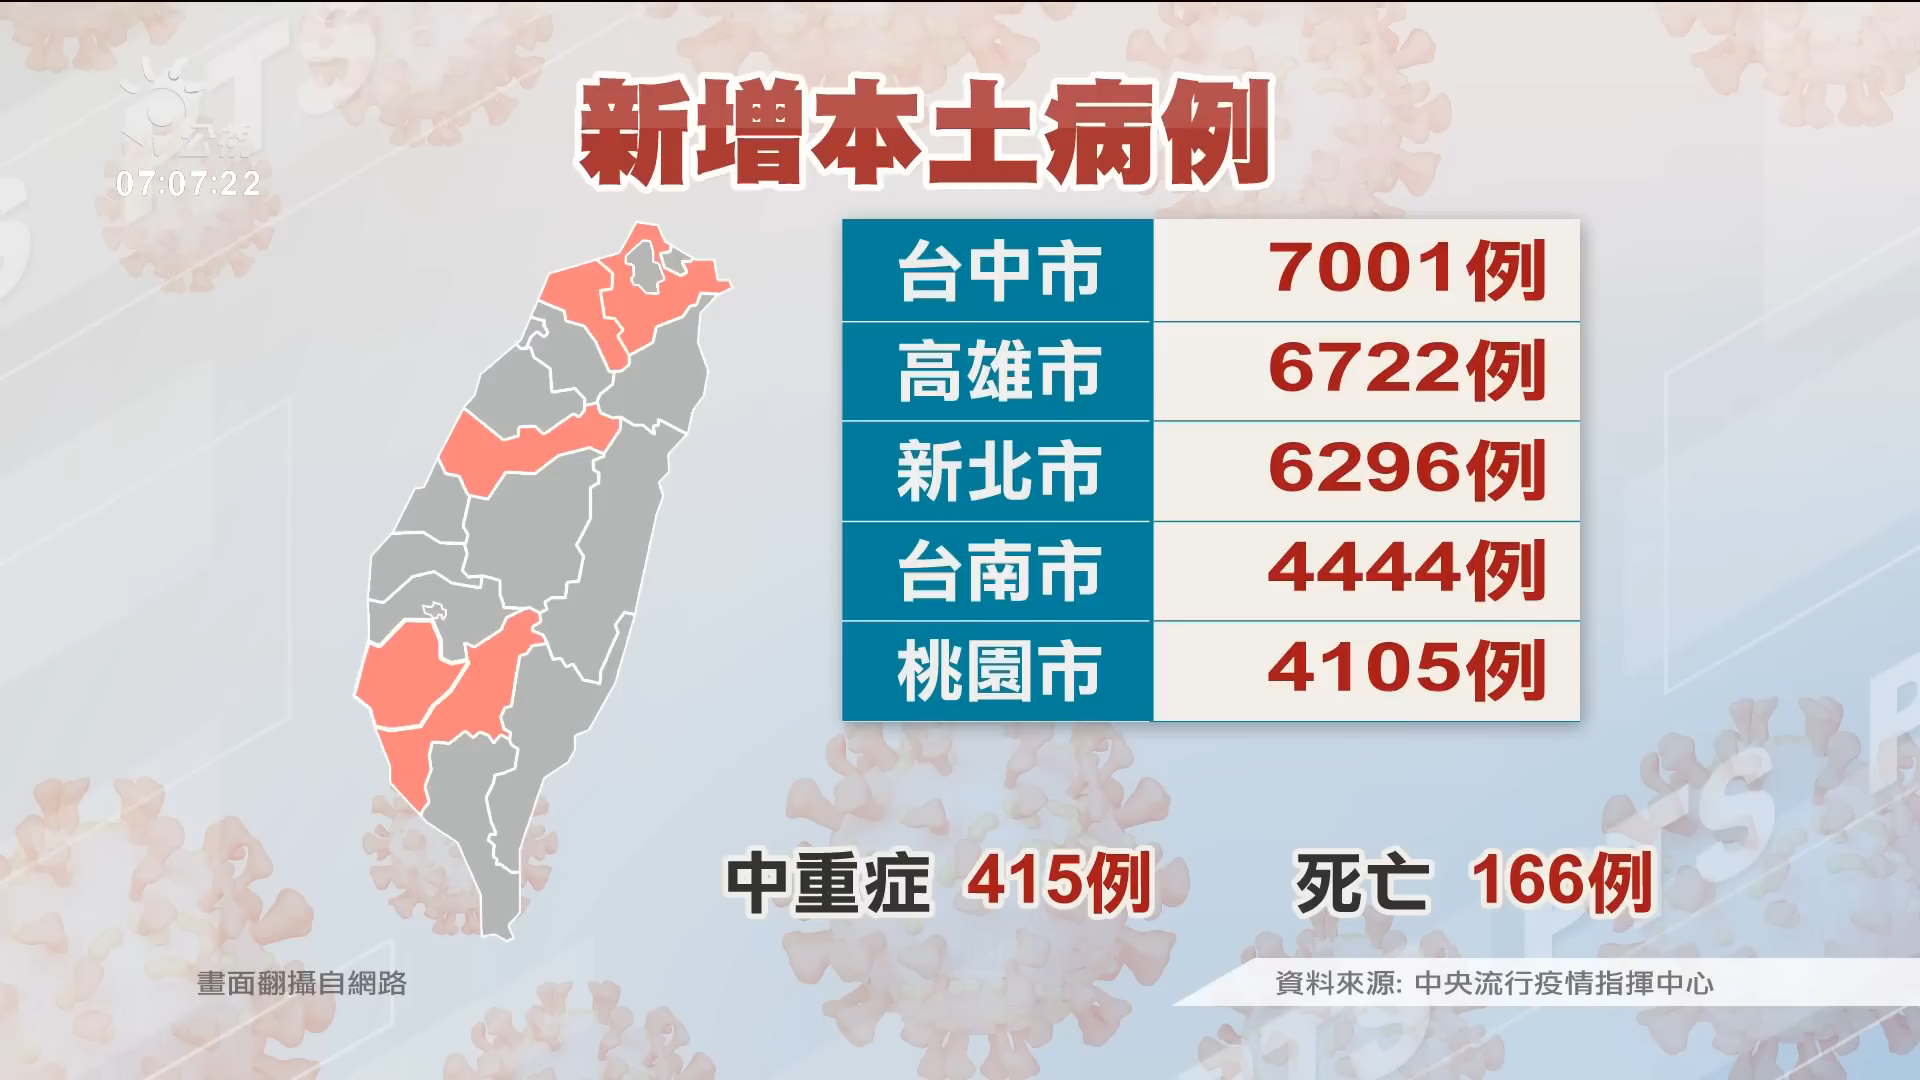 公視
07:07:22
新增本土病例
台中市 7001例
高雄市 6722例
新北市 6296例
台南市 4444例
桃園市 4105例
中重症 415例 死亡 166例
畫面翻攝自網路
資料來源: 中央流行疫情指揮中心
PTS